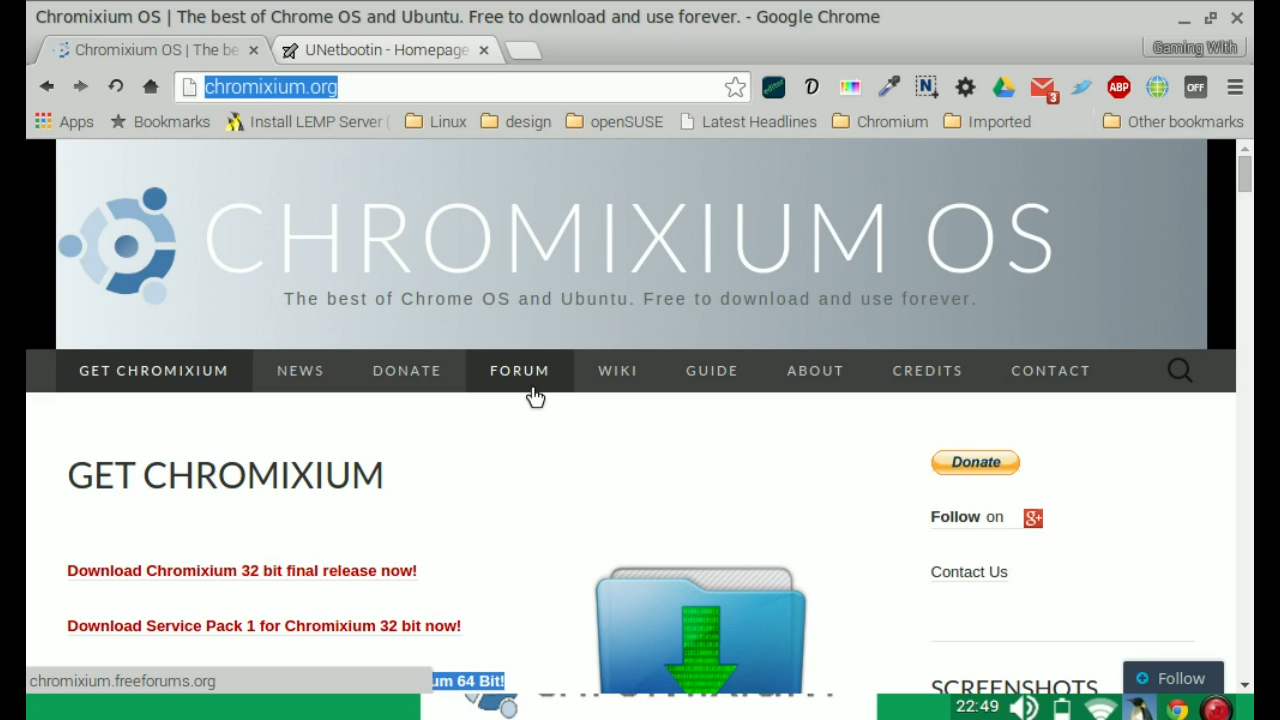 Chromixium OS | The best of Chrome OS and Ubuntu. Free to download and use forever. - Google Chrome
Chromixium OS | The be
UNetbootin - Homepage
Gaming With
chromixium.org
3
ABP
OFF
Apps
Bookmarks
Install LEMP Server (
Linux
design
openSUSE
Latest Headlines
Chromium
Imported
Other bookmarks
CHROMIXIUM OS
The best of Chrome OS and Ubuntu. Free to download and use forever.
GET CHROMIXIUM
NEWS
DONATE
FORUM
WIKI
GUIDE
ABOUT
CREDITS
CONTACT
GET CHROMIXIUM
Donate
Follow on
g+
Download Chromixium 32 bit final release now!
Contact Us
Download Service Pack 1 for Chromixium 32 bit now!
chromixium.freeforums.org
um 64 Bit!
Follow
SCREENSHOTS
22:49